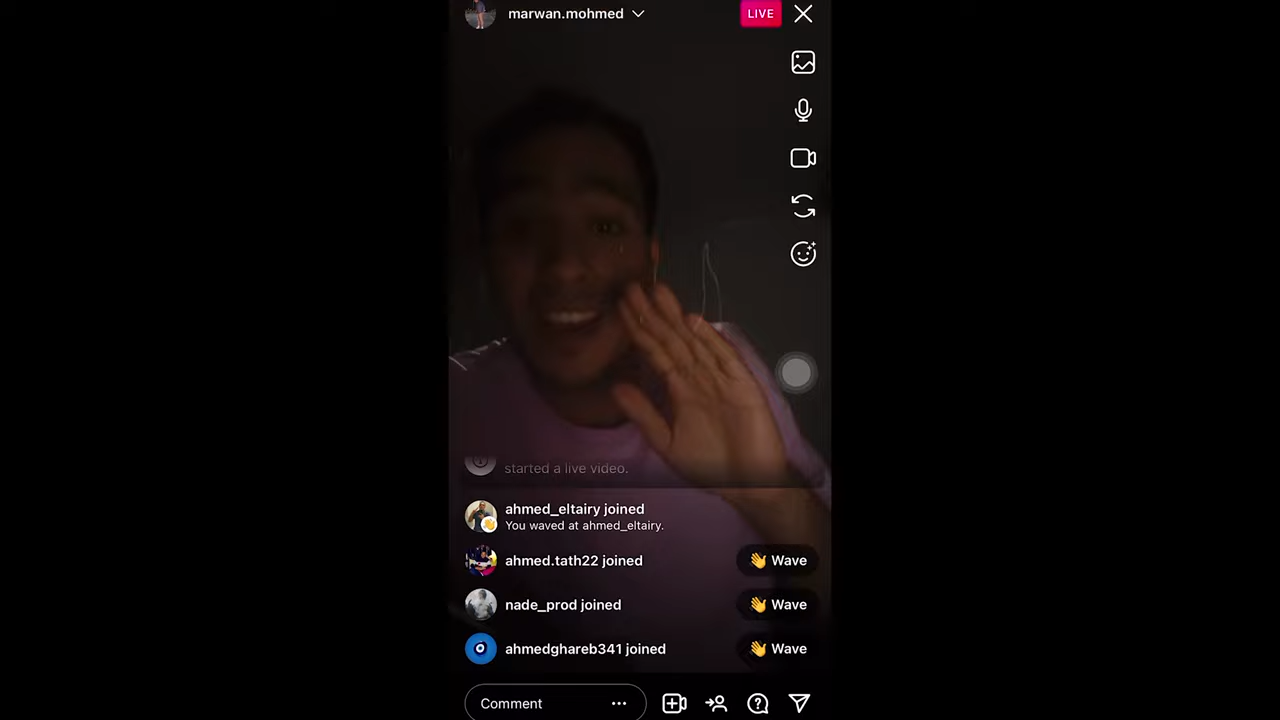 marwan.mohmed
LIVE
started a live video.
ahmed_eltairy joined
You waved at ahmed_eltairy.
ahmed.tath22 joined
👋 Wave
nade_prod joined
👋 Wave
ahmedghareb341 joined
👋 Wave
Comment